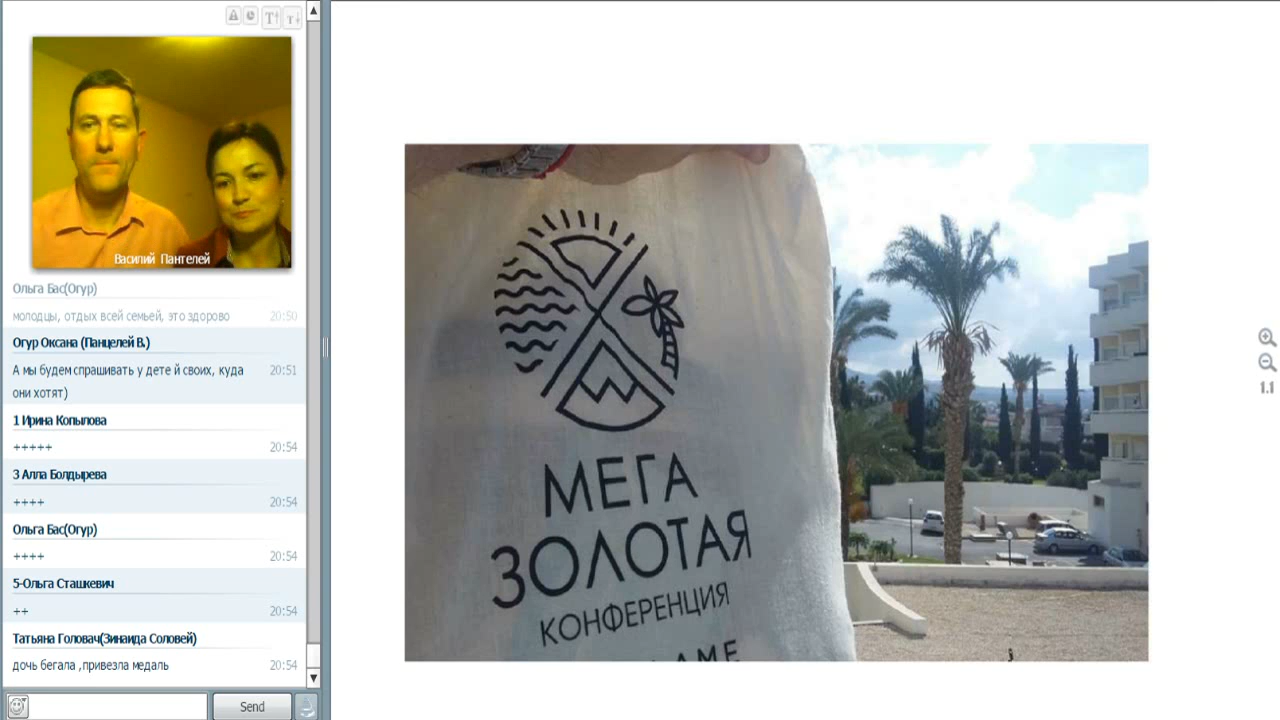 Василий Пантелей
Ольга Бас(Огур)
молодцы, отдых всей семьей, это здорово 20:50
Огур Оксана (Панцелей В.)
А мы будем спрашивать у дете й своих, куда 20:51
они хотят)
1 Ирина Копылова
+++++ 20:54
3 Алла Болдырева
++++ 20:54
Ольга Бас(Огур)
++++ 20:54
5-Ольга Сташкевич
++ 20:54
Татьяна Головач(Зинаида Соловей)
дочь бегала ,привезла медаль 20:54
Send
МЕГА
ЗОЛОТАЯ
КОНФЕРЕНЦИЯ
1.1